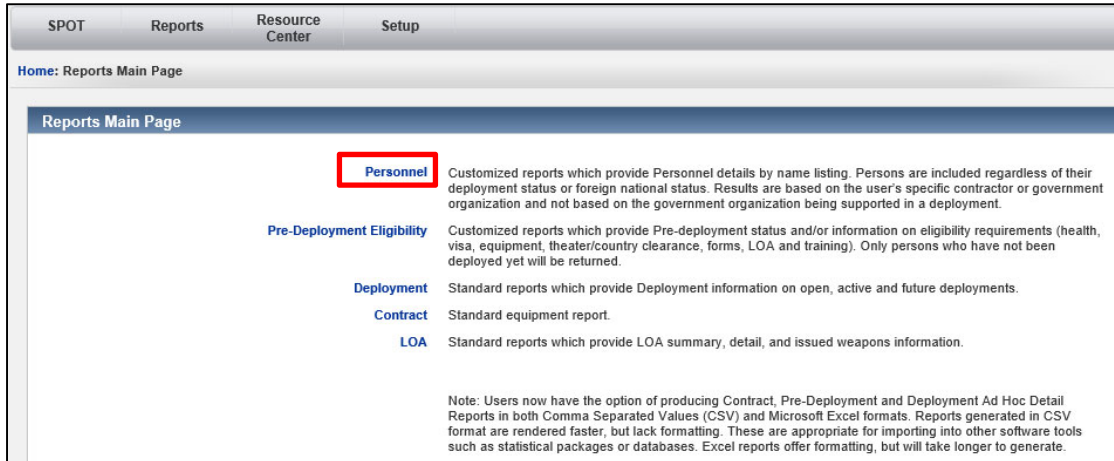 SPOT Reports Resource Center Setup
Home: Reports Main Page
Reports Main Page
Personnel Customized reports which provide Personnel details by name listing. Persons are included regardless of their
deployment status or foreign national status. Results are based on the user's specific contractor or government
organization and not based on the government organization being supported in a deployment.
Pre-Deployment Eligibility Customized reports which provide Pre-deployment status and/or information on eligibility requirements (health,
visa, equipment, theater/country clearance, forms, LOA and training). Only persons who have not been
deployed yet will be returned.
Deployment Standard reports which provide Deployment information on open, active and future deployments.
Contract Standard equipment report.
LOA Standard reports which provide LOA summary, detail, and issued weapons information.
Note: Users now have the option of producing Contract, Pre-Deployment and Deployment Ad Hoc Detail
Reports in both Comma Separated Values (CSV) and Microsoft Excel formats. Reports generated in CSV
format are rendered faster, but lack formatting. These are appropriate for importing into other software tools
such as statistical packages or databases. Excel reports offer formatting, but will take longer to generate.